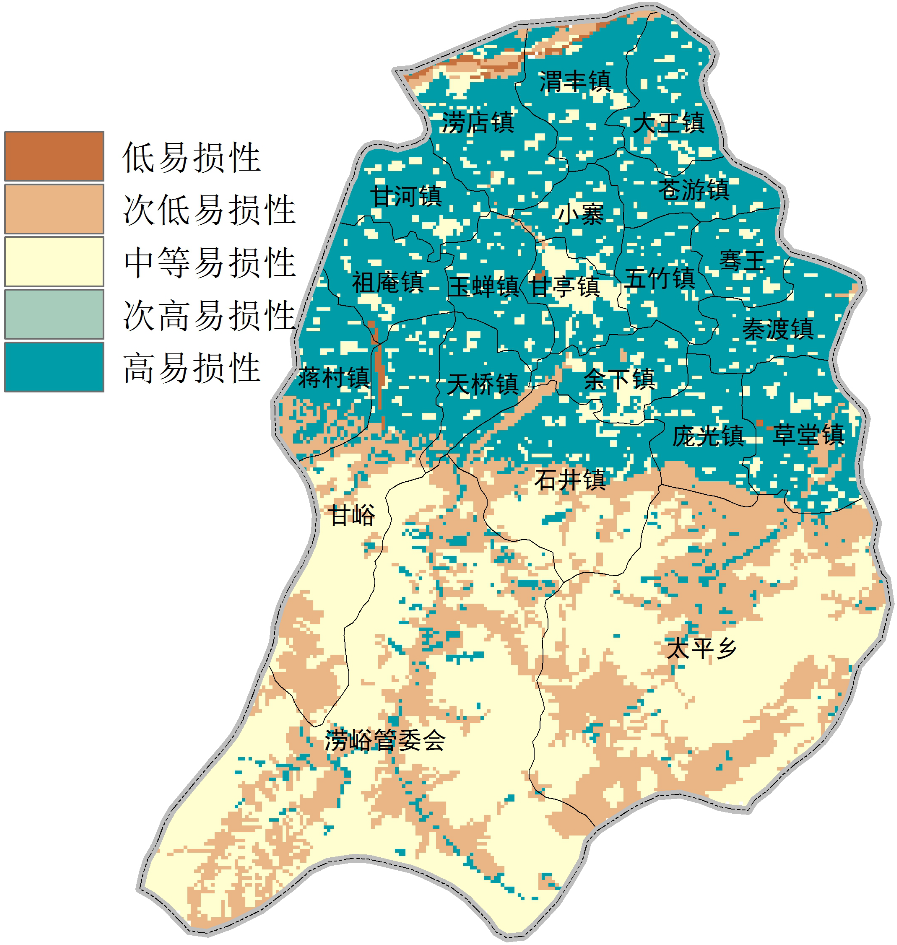 低易损性
次低易损性
中等易损性
次高易损性
高易损性
渭丰镇
涝店镇
大王镇
甘河镇
苍游镇
小寨
祖庵镇
玉蝉镇
甘亭镇
五竹镇
骞王
秦渡镇
蒋村镇
天桥镇
余下镇
庞光镇
草堂镇
石井镇
甘峪
太平乡
涝峪管委会